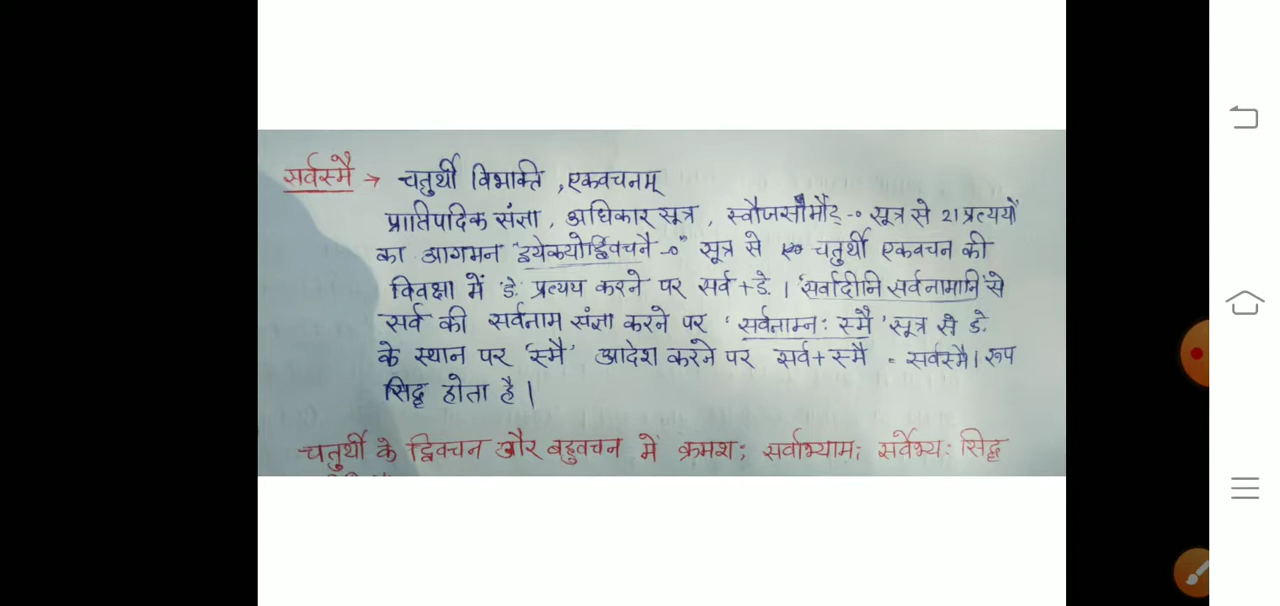 सर्वस्मै → चतुर्थी विभक्ति , एकवचनम्
प्रातिपदिक संज्ञा , अधिकार सूत्र , स्वौजसमौट् -० सूत्र से 21 प्रत्ययों
का आगमन "द्वयेकयोर्द्विवचनै -०" सूत्र से चतुर्थी एकवचन की
विवक्षा में 'ङे' प्रत्यय करने पर सर्व + ङे । 'सर्वादीनि सर्वनामानि' से
सर्व की सर्वनाम संज्ञा करने पर 'सर्वनाम्नः स्मै' सूत्र से ङे
के स्थान पर 'स्मै' आदेश करने पर सर्व + स्मै = सर्वस्मै । रूप
सिद्ध होता है ।
चतुर्थी के द्विवचन और बहुवचन में क्रमशः सर्वाभ्याम; सर्वेभ्यः सिद्ध